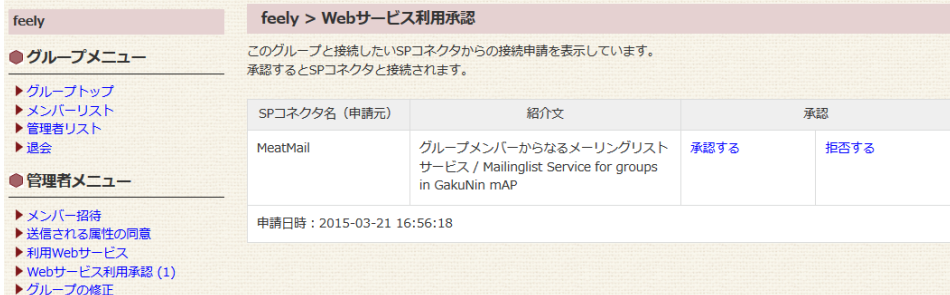 feely
グループメニュー
グループトップ
メンバーリスト
管理者リスト
退会
管理者メニュー
メンバー招待
送信される属性の同意
利用Webサービス
Webサービス利用承認 (1)
グループの修正
feely > Webサービス利用承認
このグループと接続したいSPコネクタからの接続申請を表示しています。
承認するとSPコネクタと接続されます。
SPコネクタ名（申請元） 紹介文 承認
MeatMail グループメンバーからなるメーリングリスト 承認する 拒否する
サービス / Mailinglist Service for groups
in GakuNin mAP
申請日時：2015-03-21 16:56:18